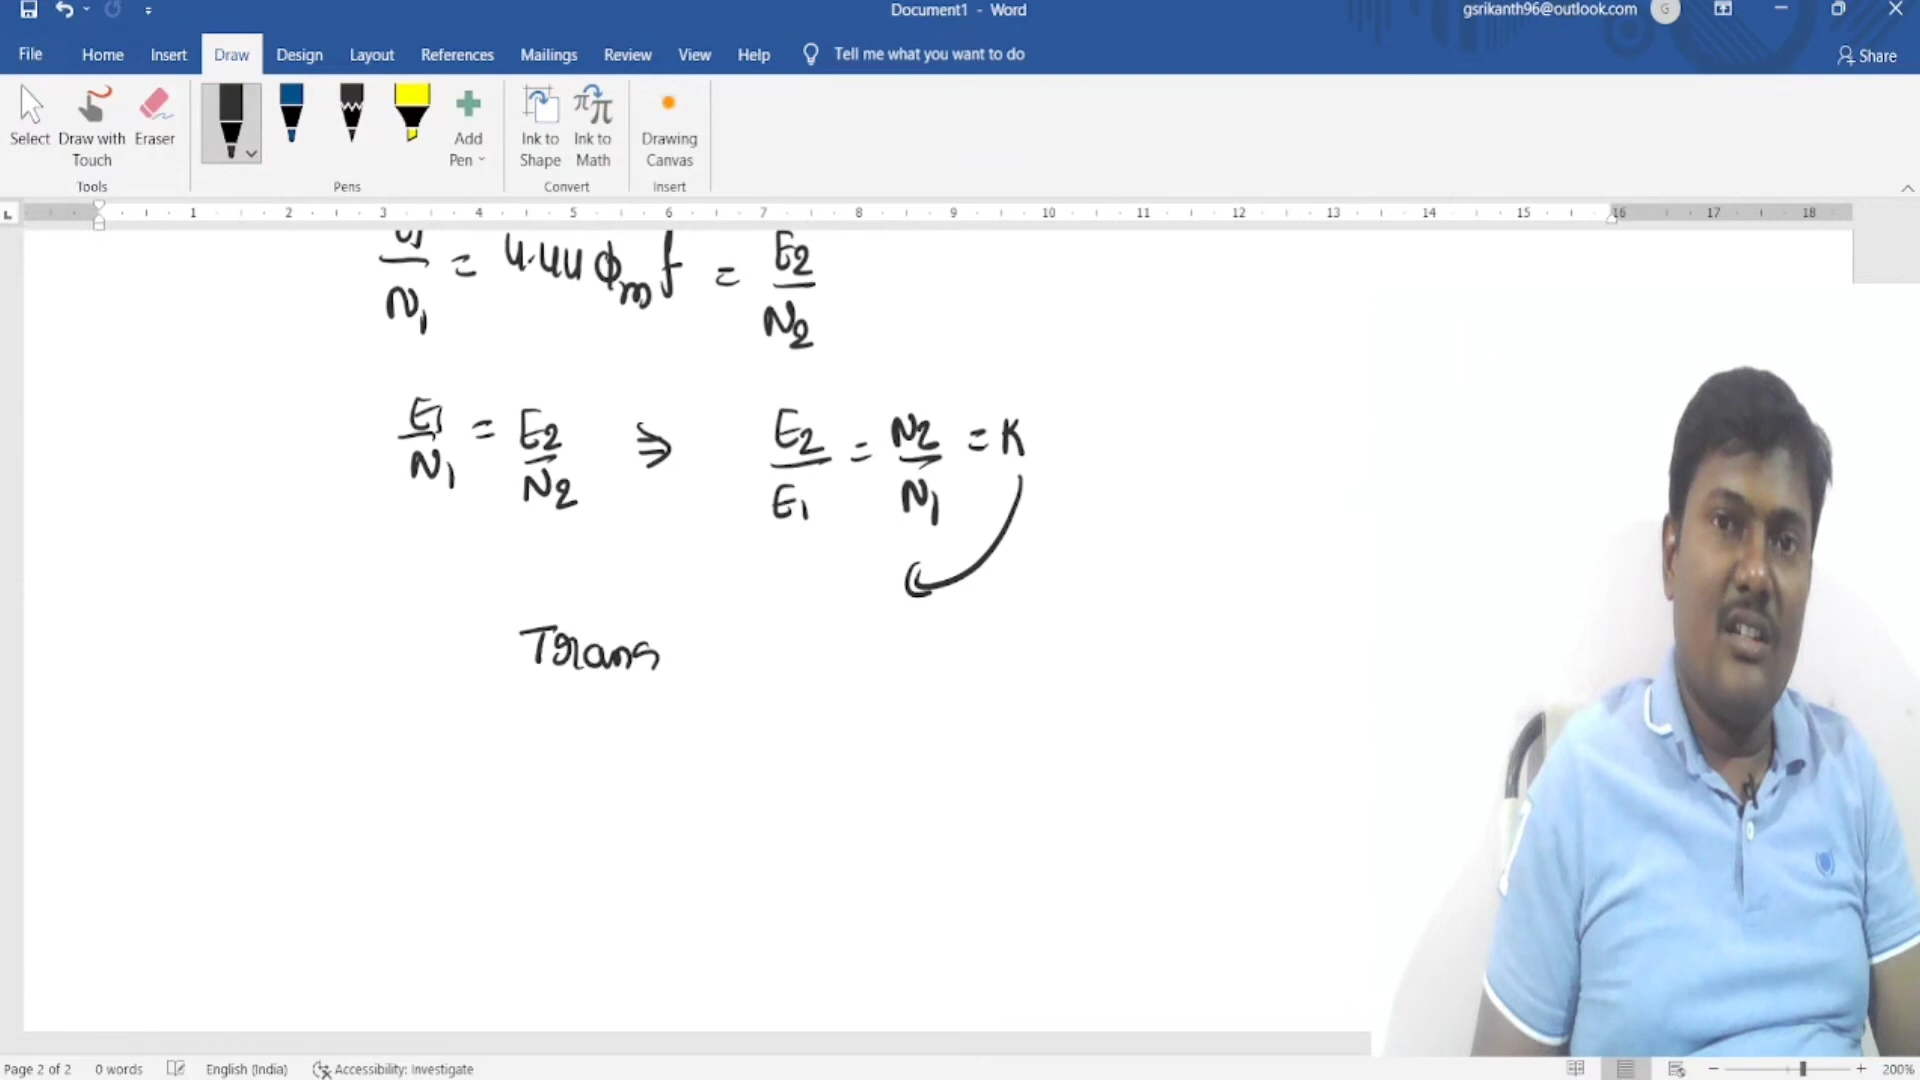 Document1 - Word
gsrikanth96@outlook.com
G
File Home Insert Draw Design Layout References Mailings Review View Help Tell me what you want to do Share
Select Draw with Touch Eraser Add Pen Ink to Shape Ink to Math Drawing Canvas
Tools Pens Convert Insert
L 1 2 3 4 5 6 7 8 9 10 11 12 13 14 15 16 17 18
/N₁ = 4.44 ϕm f = E₂/N₂
E₁/N₁ = E₂/N₂ ⇒ E₂/E₁ = N₂/N₁ = K
Trans
Page 2 of 2 0 words English (India) Accessibility: Investigate - + 200%